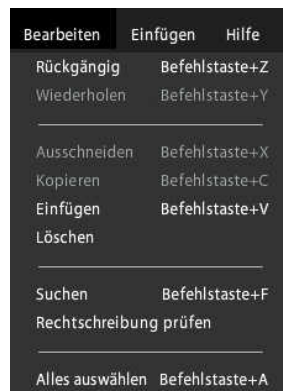 Bearbeiten Einfügen Hilfe
Rückgängig Befehlstaste+Z
Wiederholen Befehlstaste+Y
Ausschneiden Befehlstaste+X
Kopieren Befehlstaste+C
Einfügen Befehlstaste+V
Löschen
Suchen Befehlstaste+F
Rechtschreibung prüfen
Alles auswählen Befehlstaste+A